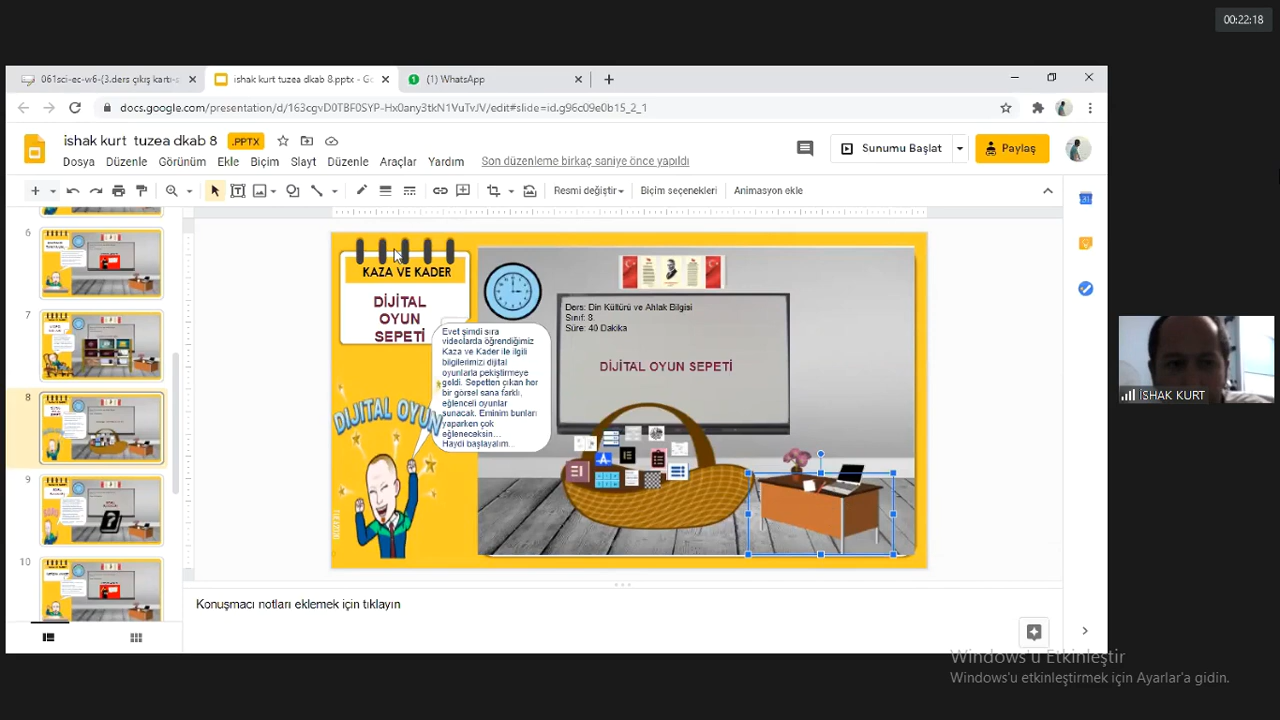 00:22:18
061sci-ec-w6-(3.ders çıkış kartı-s
ishak kurt tuzea dkab 8.pptx - Go
(1) WhatsApp
docs.google.com/presentation/d/163cgvD0TBF0SYP-Hx0any3tkN1VuTvJV/edit#slide=id.g96c09e0b15_2_1
ishak kurt tuzea dkab 8 .PPTX
Dosya Düzenle Görünüm Ekle Biçim Slayt Düzenle Araçlar Yardım Son düzenleme birkaç saniye önce yapıldı
Sunumu Başlat
Paylaş
Resmi değiştir Biçim seçenekleri Animasyon ekle
6
7
8
9
10
KAZA VE KADER
DİJİTAL
OYUN
SEPETİ
Evet şimdi sıra
videolarda öğrendiğimiz
Kaza ve Kader ile ilgili
bilgilerimizi dijital
oyunlarla pekiştirmeye
geldi. Sepetten çıkan her
bir görsel sana farklı,
eğlenceli oyunlar
sunacak. Eminim bunları
yaparken çok
eğleneceksin...
Haydi başlayalım...
DİJİTAL OYUN
Ders: Din Kültürü ve Ahlak Bilgisi
Sınıf: 8.
Süre: 40 Dakika
DİJİTAL OYUN SEPETİ
Konuşmacı notları eklemek için tıklayın
İSHAK KURT
Windows'u Etkinleştir
Windows'u etkinleştirmek için Ayarlar'a gidin.